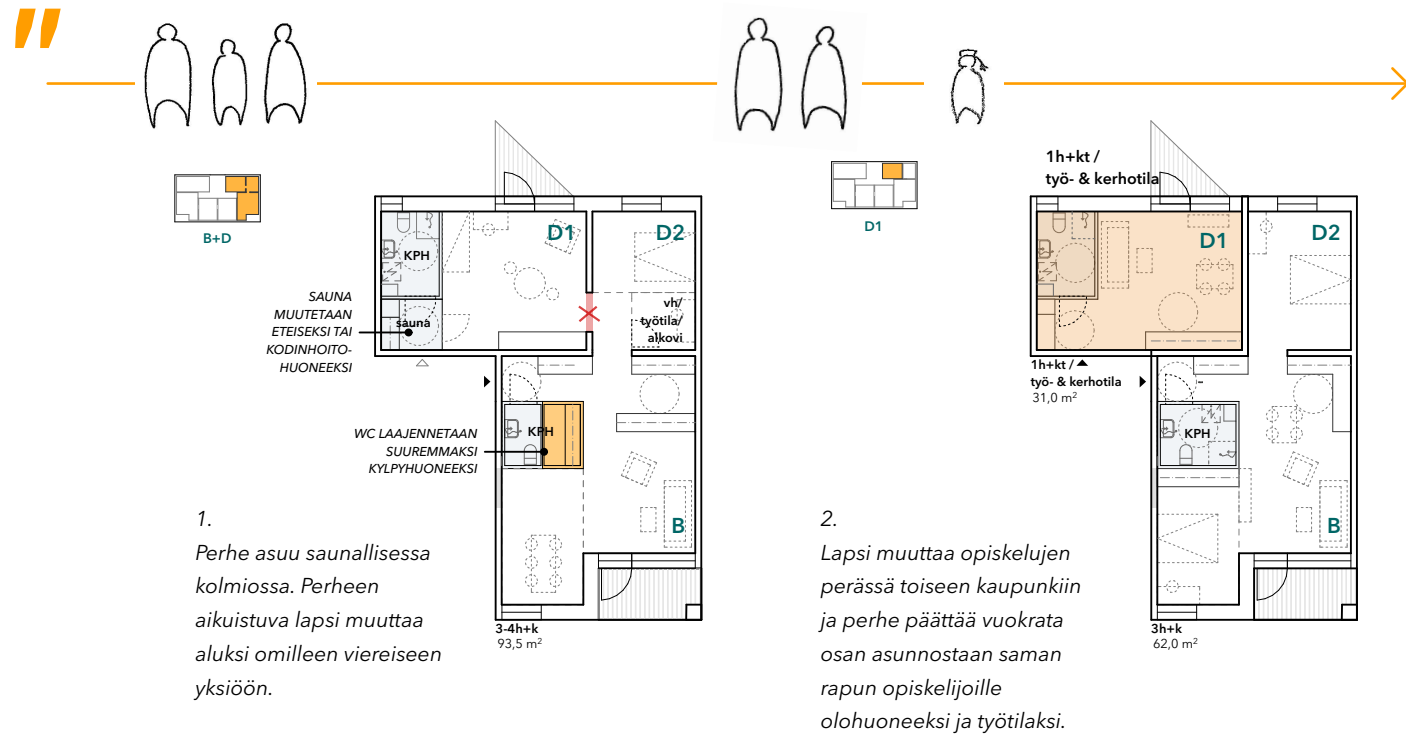 "
B+D
D1
D2
KPH
sauna
vh/
työtila/
alkovi
SAUNA
MUUTETAAN
ETEISEKSI TAI
KODINHOITO-
HUONEEKSI
WC LAAJENNETAAN
SUUREMMAKSI
KYLPYHUONEEKSI
KPH
B
3-4h+k
93,5 m²
1.
Perhe asuu saunallisessa
kolmiossa. Perheen
aikuistuva lapsi muuttaa
aluksi omilleen viereiseen
yksiöön.
D1
1h+kt /
työ- & kerhotila
D1
D2
1h+kt /
työ- & kerhotila
31,0 m²
KPH
B
3h+k
62,0 m²
2.
Lapsi muuttaa opiskelujen
perässä toiseen kaupunkiin
ja perhe päättää vuokrata
osan asunnostaan saman
rapun opiskelijoille
olohuoneeksi ja työtilaksi.